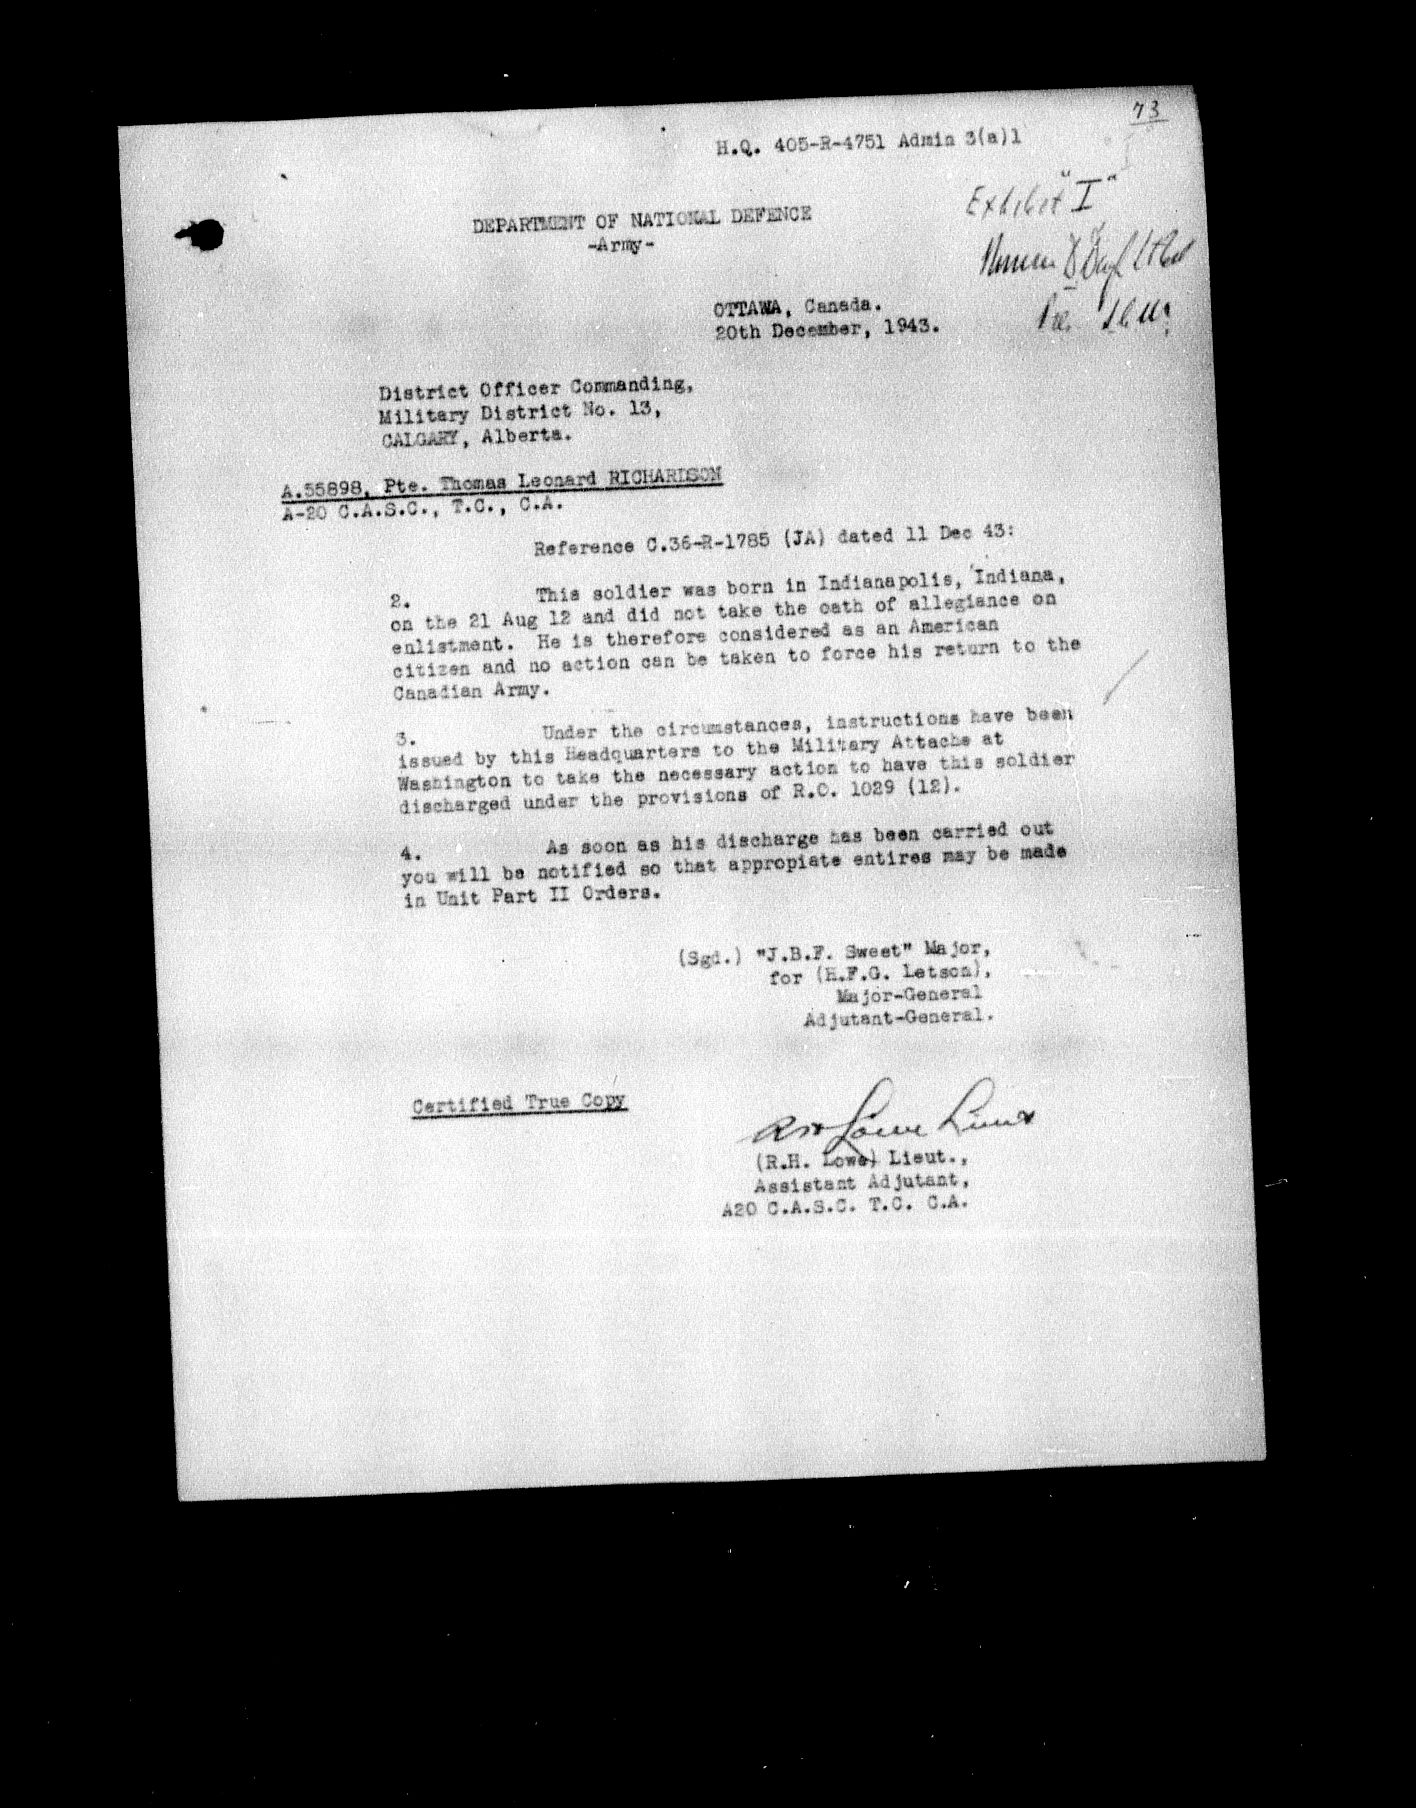 73
H.Q. 405-R-4751 Admin 3(a)1
Exhibit "I"
DEPARTMENT OF NATIONAL DEFENCE
-Army-
OTTAWA, Canada.
20th December, 1943.
District Officer Commanding,
Military District No. 13,
CALGARY, Alberta.
A.55898, Pte. Thomas Leonard RICHARDSON
A-20 C.A.S.C., T.C., C.A.
Reference C.36-R-1785 (JA) dated 11 Dec 43:
2. This soldier was born in Indianapolis, Indiana,
on the 21 Aug 12 and did not take the oath of allegiance on
enlistment. He is therefore considered as an American
citizen and no action can be taken to force his return to the
Canadian Army.
3. Under the circumstances, instructions have been
issued by this Headquarters to the Military Attache at
Washington to take the necessary action to have this soldier
discharged under the provisions of R.O. 1029 (12).
4. As soon as his discharge has been carried out
you will be notified so that appropiate entires may be made
in Unit Part II Orders.
(Sgd.) "J.B.F. Sweet" Major,
for (H.F.G. Letson),
Major-General
Adjutant-General.
Certified True Copy
RH Lowe Lieut
(R.H. Lowe) Lieut.,
Assistant Adjutant,
A20 C.A.S.C. T.C. C.A.